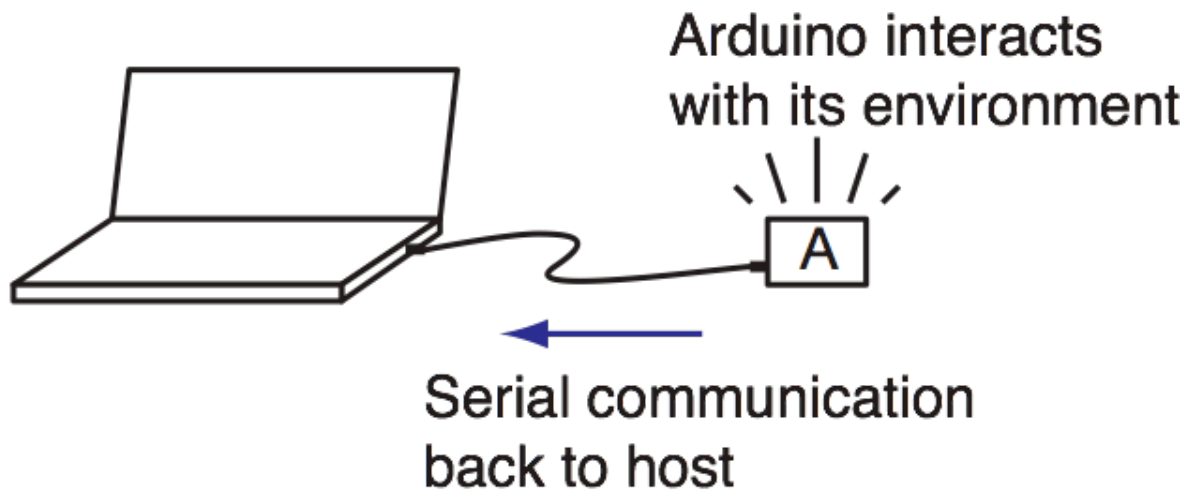 Arduino interacts
with its environment
A
Serial communication
back to host